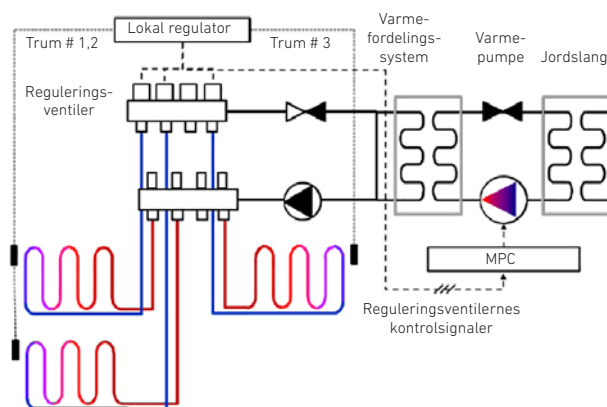 Lokal regulator
Trum # 1,2
Trum # 3
Regulerings-
ventiler
Varme-
fordelings-
system
Varme-
pumpe
Jordslang
MPC
Reguleringsventilernes
kontrolsignaler